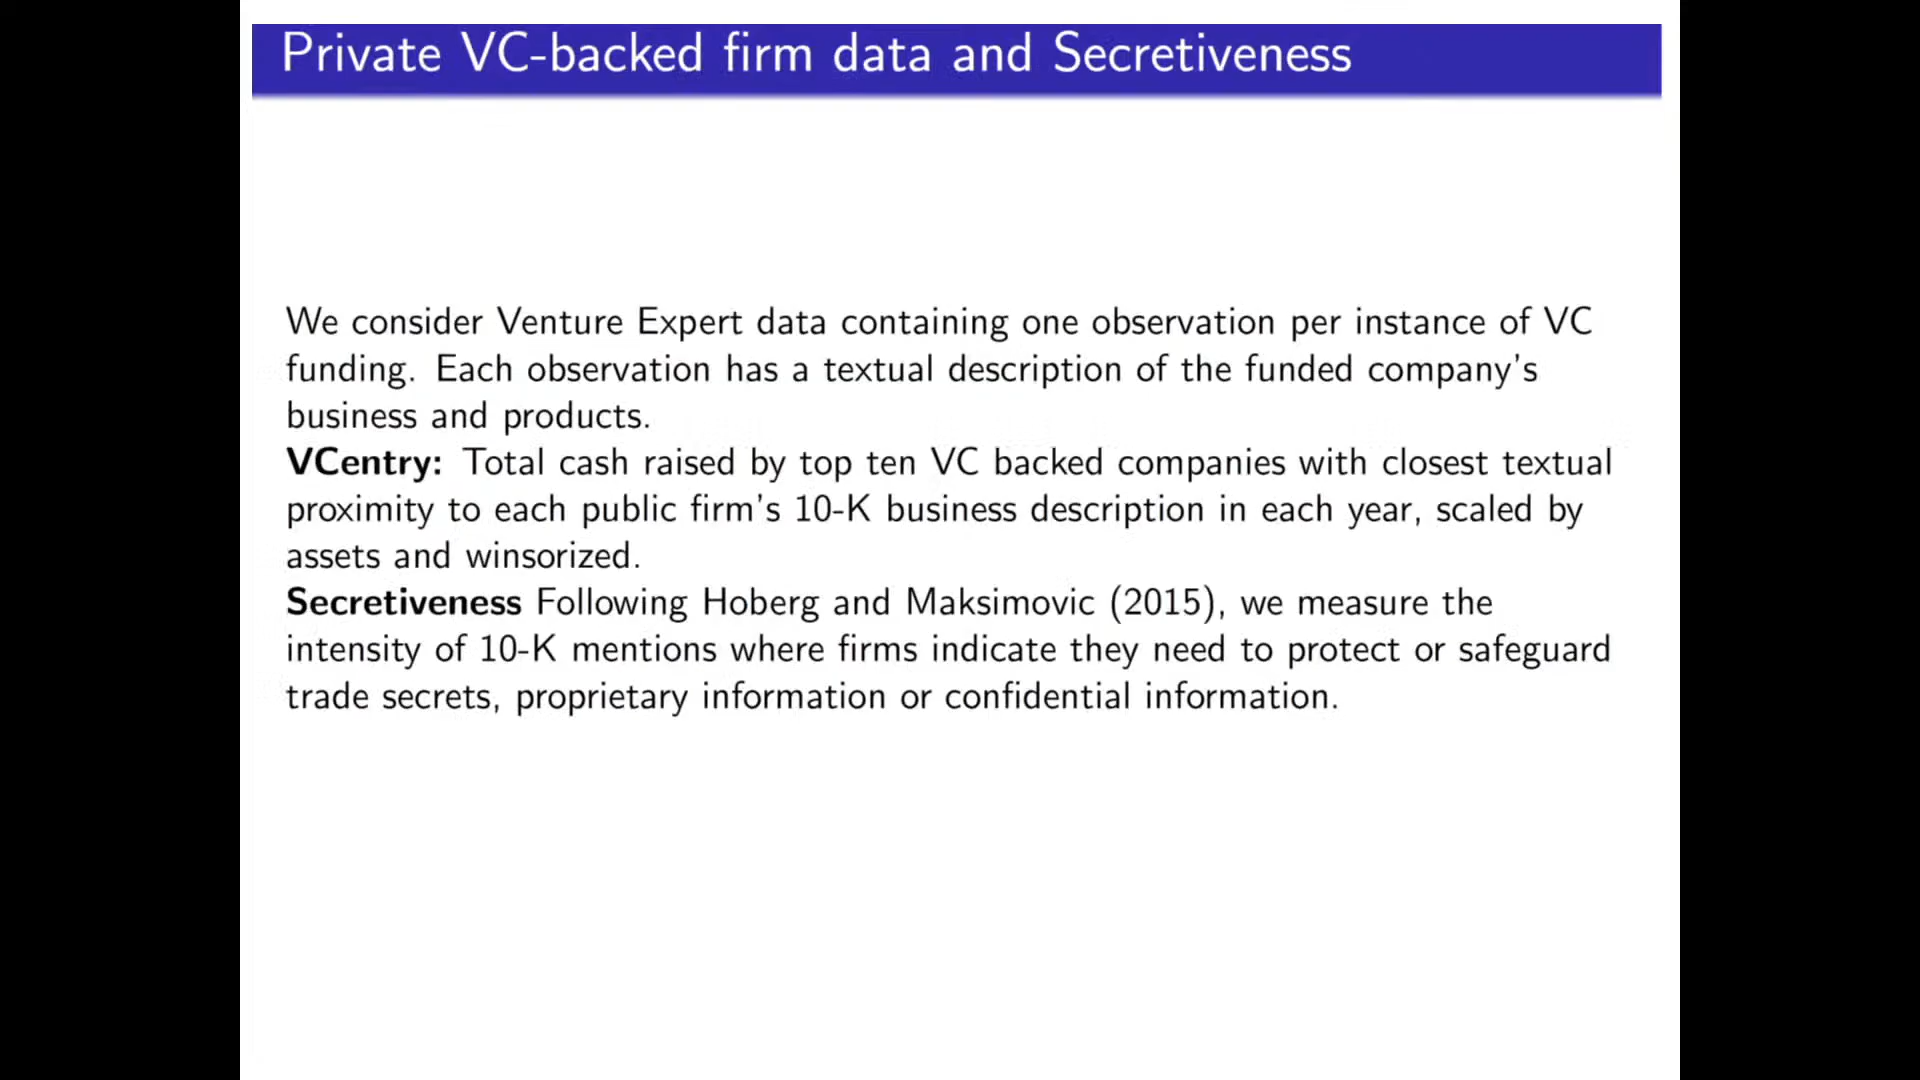 Private VC-backed firm data and Secretiveness
We consider Venture Expert data containing one observation per instance of VC
funding. Each observation has a textual description of the funded company's
business and products.
VCentry: Total cash raised by top ten VC backed companies with closest textual
proximity to each public firm's 10-K business description in each year, scaled by
assets and winsorized.
Secretiveness Following Hoberg and Maksimovic (2015), we measure the
intensity of 10-K mentions where firms indicate they need to protect or safeguard
trade secrets, proprietary information or confidential information.